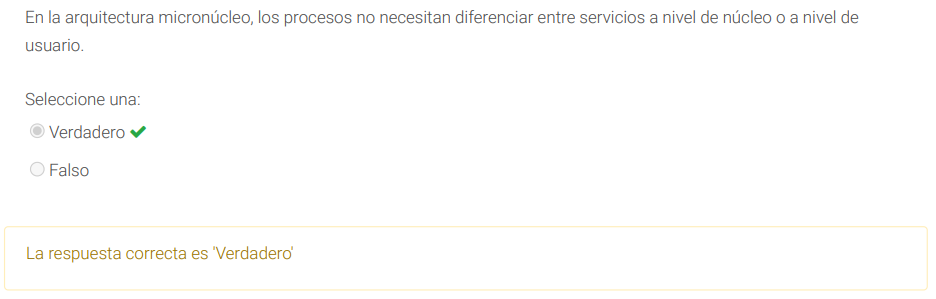 En la arquitectura micronúcleo, los procesos no necesitan diferenciar entre servicios a nivel de núcleo o a nivel de
usuario.
Seleccione una:
Verdadero
Falso
La respuesta correcta es 'Verdadero'